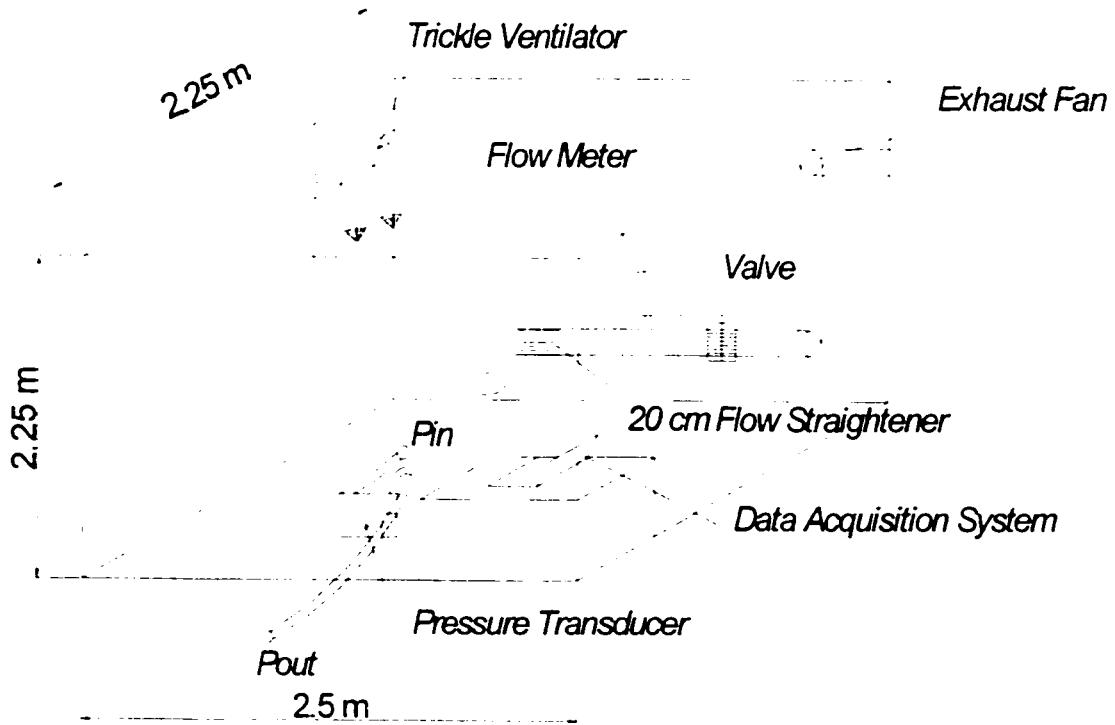 Trickle Ventilator
2.25 m
Exhaust Fan
Flow Meter
Valve
2.25 m
Pin
20 cm Flow Straightener
Data Acquisition System
Pressure Transducer
Pout
2.5 m